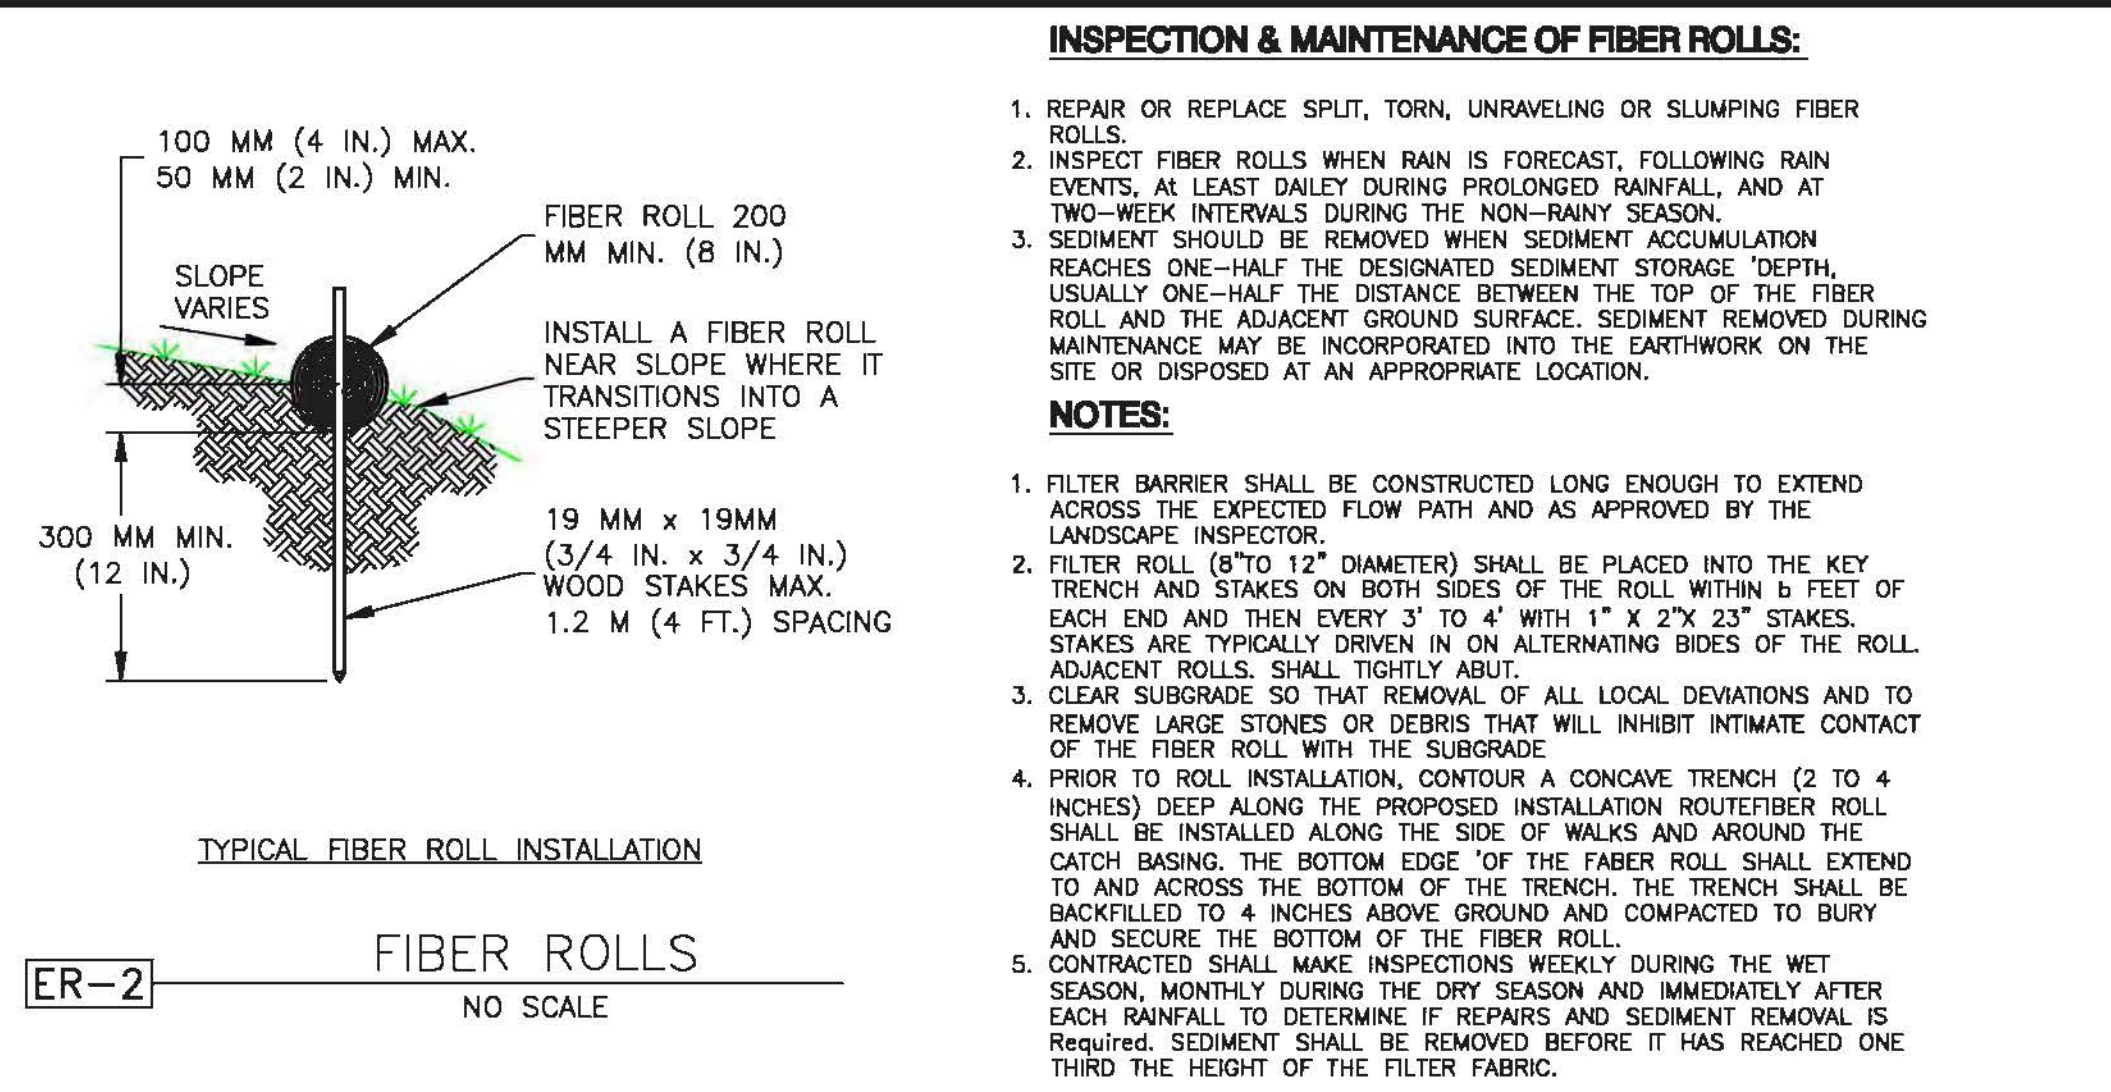 100 MM (4 IN.) MAX.
50 MM (2 IN.) MIN.
FIBER ROLL 200
MM MIN. (8 IN.)
SLOPE
VARIES
INSTALL A FIBER ROLL
NEAR SLOPE WHERE IT
TRANSITIONS INTO A
STEEPER SLOPE
300 MM MIN.
(12 IN.)
19 MM x 19MM
(3/4 IN. x 3/4 IN.)
WOOD STAKES MAX.
1.2 M (4 FT.) SPACING
TYPICAL FIBER ROLL INSTALLATION
ER-2
FIBER ROLLS
NO SCALE
INSPECTION & MAINTENANCE OF FIBER ROLLS:
1. REPAIR OR REPLACE SPLIT, TORN, UNRAVELING OR SLUMPING FIBER
ROLLS.
2. INSPECT FIBER ROLLS WHEN RAIN IS FORECAST, FOLLOWING RAIN
EVENTS, At LEAST DAILEY DURING PROLONGED RAINFALL, AND AT
TWO-WEEK INTERVALS DURING THE NON-RAINY SEASON.
3. SEDIMENT SHOULD BE REMOVED WHEN SEDIMENT ACCUMULATION
REACHES ONE-HALF THE DESIGNATED SEDIMENT STORAGE 'DEPTH,
USUALLY ONE-HALF THE DISTANCE BETWEEN THE TOP OF THE FIBER
ROLL AND THE ADJACENT GROUND SURFACE. SEDIMENT REMOVED DURING
MAINTENANCE MAY BE INCORPORATED INTO THE EARTHWORK ON THE
SITE OR DISPOSED AT AN APPROPRIATE LOCATION.
NOTES:
1. FILTER BARRIER SHALL BE CONSTRUCTED LONG ENOUGH TO EXTEND
ACROSS THE EXPECTED FLOW PATH AND AS APPROVED BY THE
LANDSCAPE INSPECTOR.
2. FILTER ROLL (8"TO 12" DIAMETER) SHALL BE PLACED INTO THE KEY
TRENCH AND STAKES ON BOTH SIDES OF THE ROLL WITHIN b FEET OF
EACH END AND THEN EVERY 3' TO 4' WITH 1" X 2"X 23" STAKES.
STAKES ARE TYPICALLY DRIVEN IN ON ALTERNATING BIDES OF THE ROLL.
ADJACENT ROLLS. SHALL TIGHTLY ABUT.
3. CLEAR SUBGRADE SO THAT REMOVAL OF ALL LOCAL DEVIATIONS AND TO
REMOVE LARGE STONES OR DEBRIS THAT WILL INHIBIT INTIMATE CONTACT
OF THE FIBER ROLL WITH THE SUBGRADE
4. PRIOR TO ROLL INSTALLATION, CONTOUR A CONCAVE TRENCH (2 TO 4
INCHES) DEEP ALONG THE PROPOSED INSTALLATION ROUTEFIBER ROLL
SHALL BE INSTALLED ALONG THE SIDE OF WALKS AND AROUND THE
CATCH BASING. THE BOTTOM EDGE 'OF THE FABER ROLL SHALL EXTEND
TO AND ACROSS THE BOTTOM OF THE TRENCH. THE TRENCH SHALL BE
BACKFILLED TO 4 INCHES ABOVE GROUND AND COMPACTED TO BURY
AND SECURE THE BOTTOM OF THE FIBER ROLL.
5. CONTRACTED SHALL MAKE INSPECTIONS WEEKLY DURING THE WET
SEASON, MONTHLY DURING THE DRY SEASON AND IMMEDIATELY AFTER
EACH RAINFALL TO DETERMINE IF REPAIRS AND SEDIMENT REMOVAL IS
Required. SEDIMENT SHALL BE REMOVED BEFORE IT HAS REACHED ONE
THIRD THE HEIGHT OF THE FILTER FABRIC.